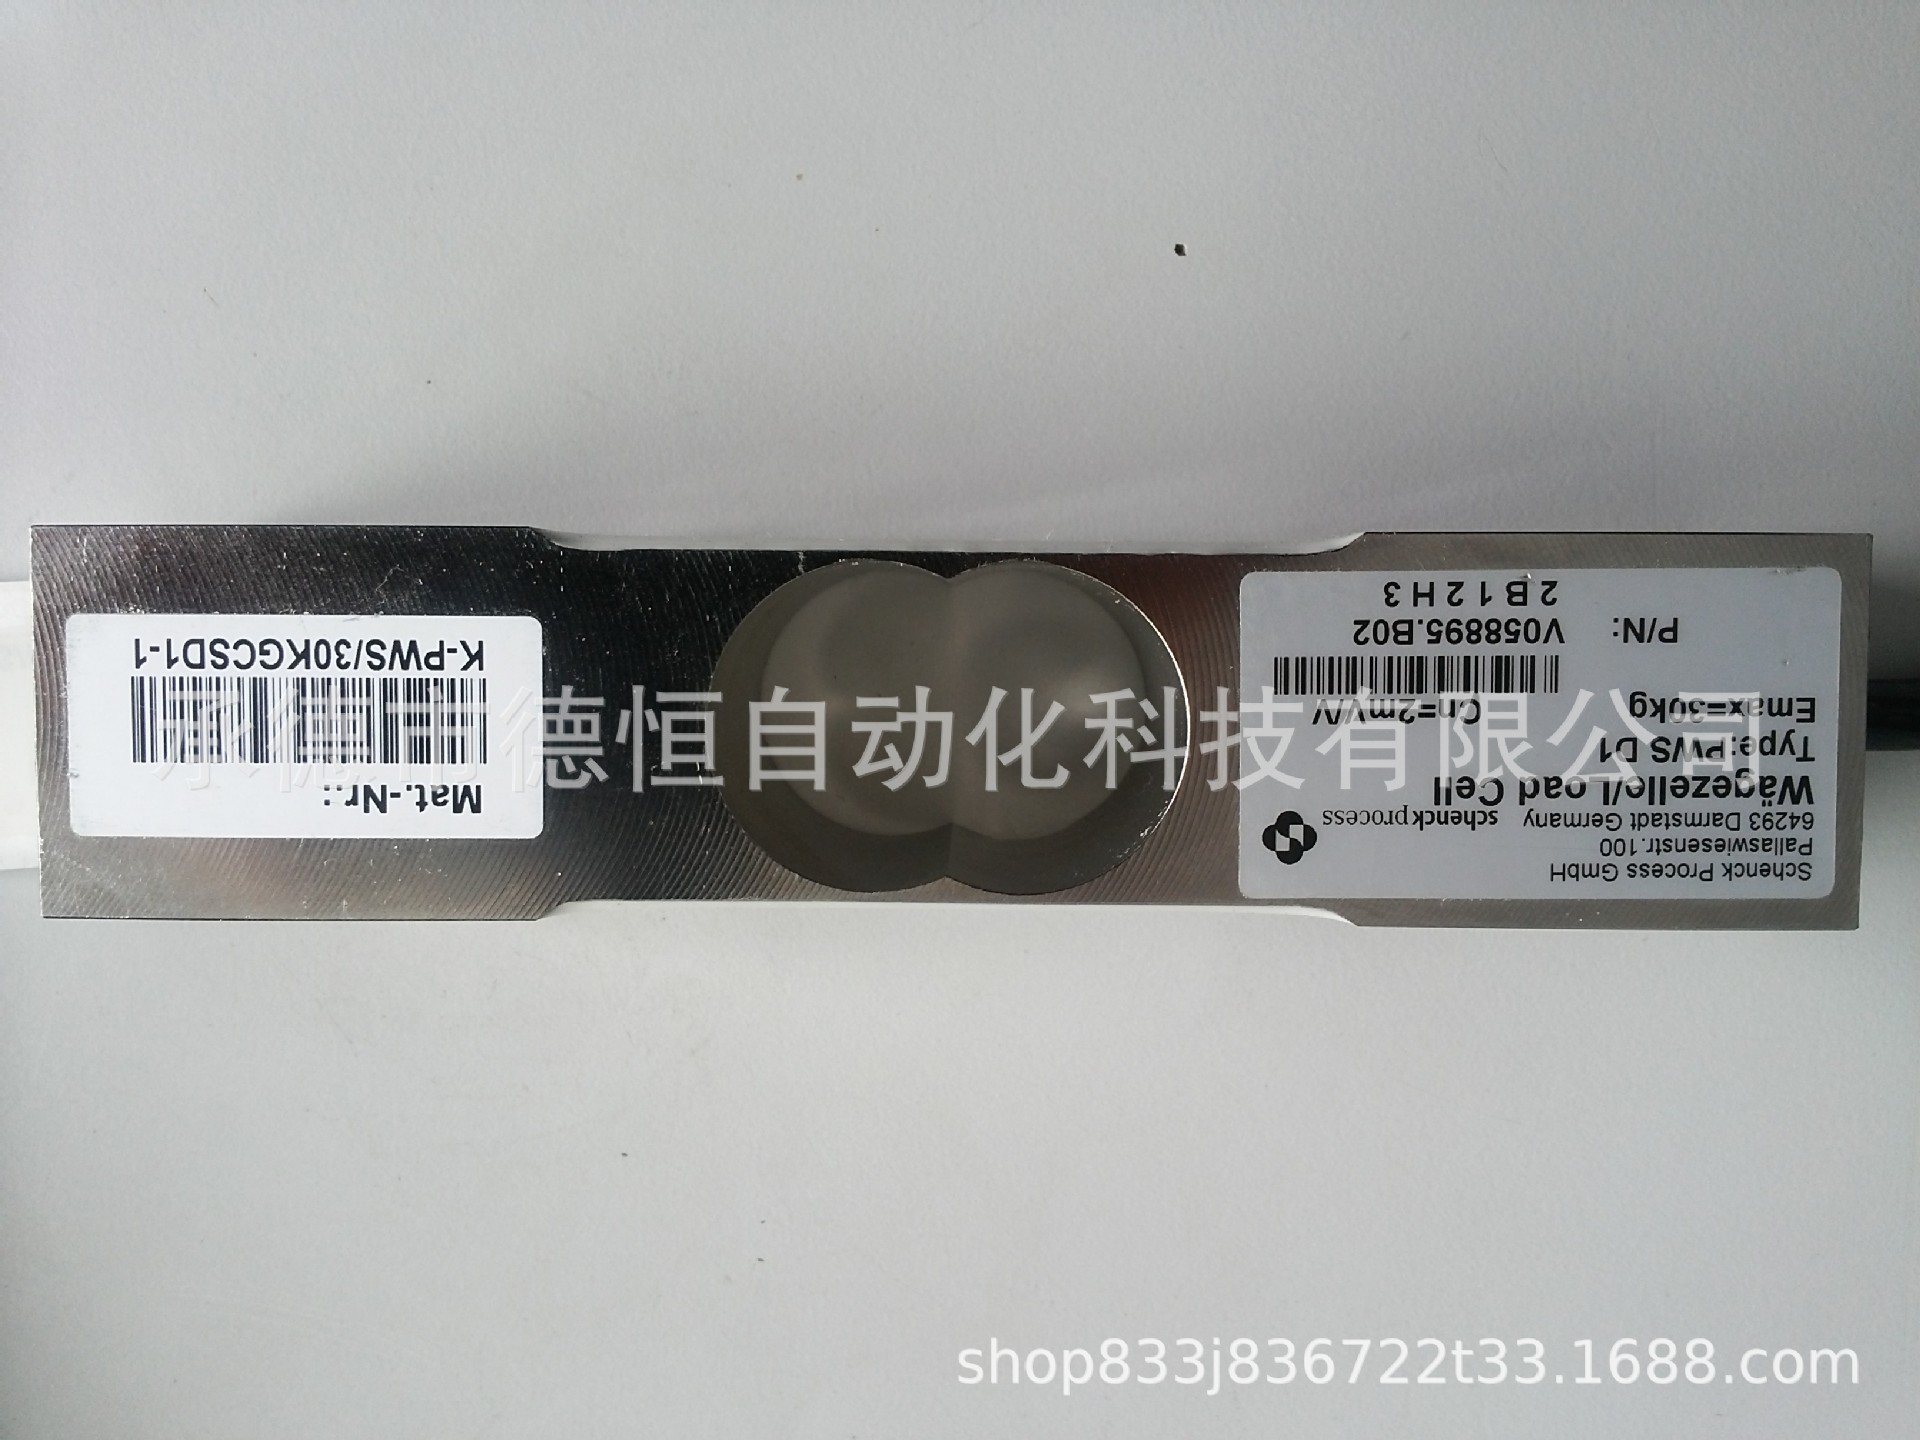 Schenck Process GmbH
Pallaswiesenstr.100
64293 Darmstadt Germany
schenck process
Wägezelle/Load Cell
Type:PWS D1
Emax=30kg Cn=2mV/V
P/N: V058895.B02
2B12H3
Mat.-Nr.:
K-PWS/30KGCSD1-1
承德市德恒自动化科技有限公司
shop833j836722t33.1688.com